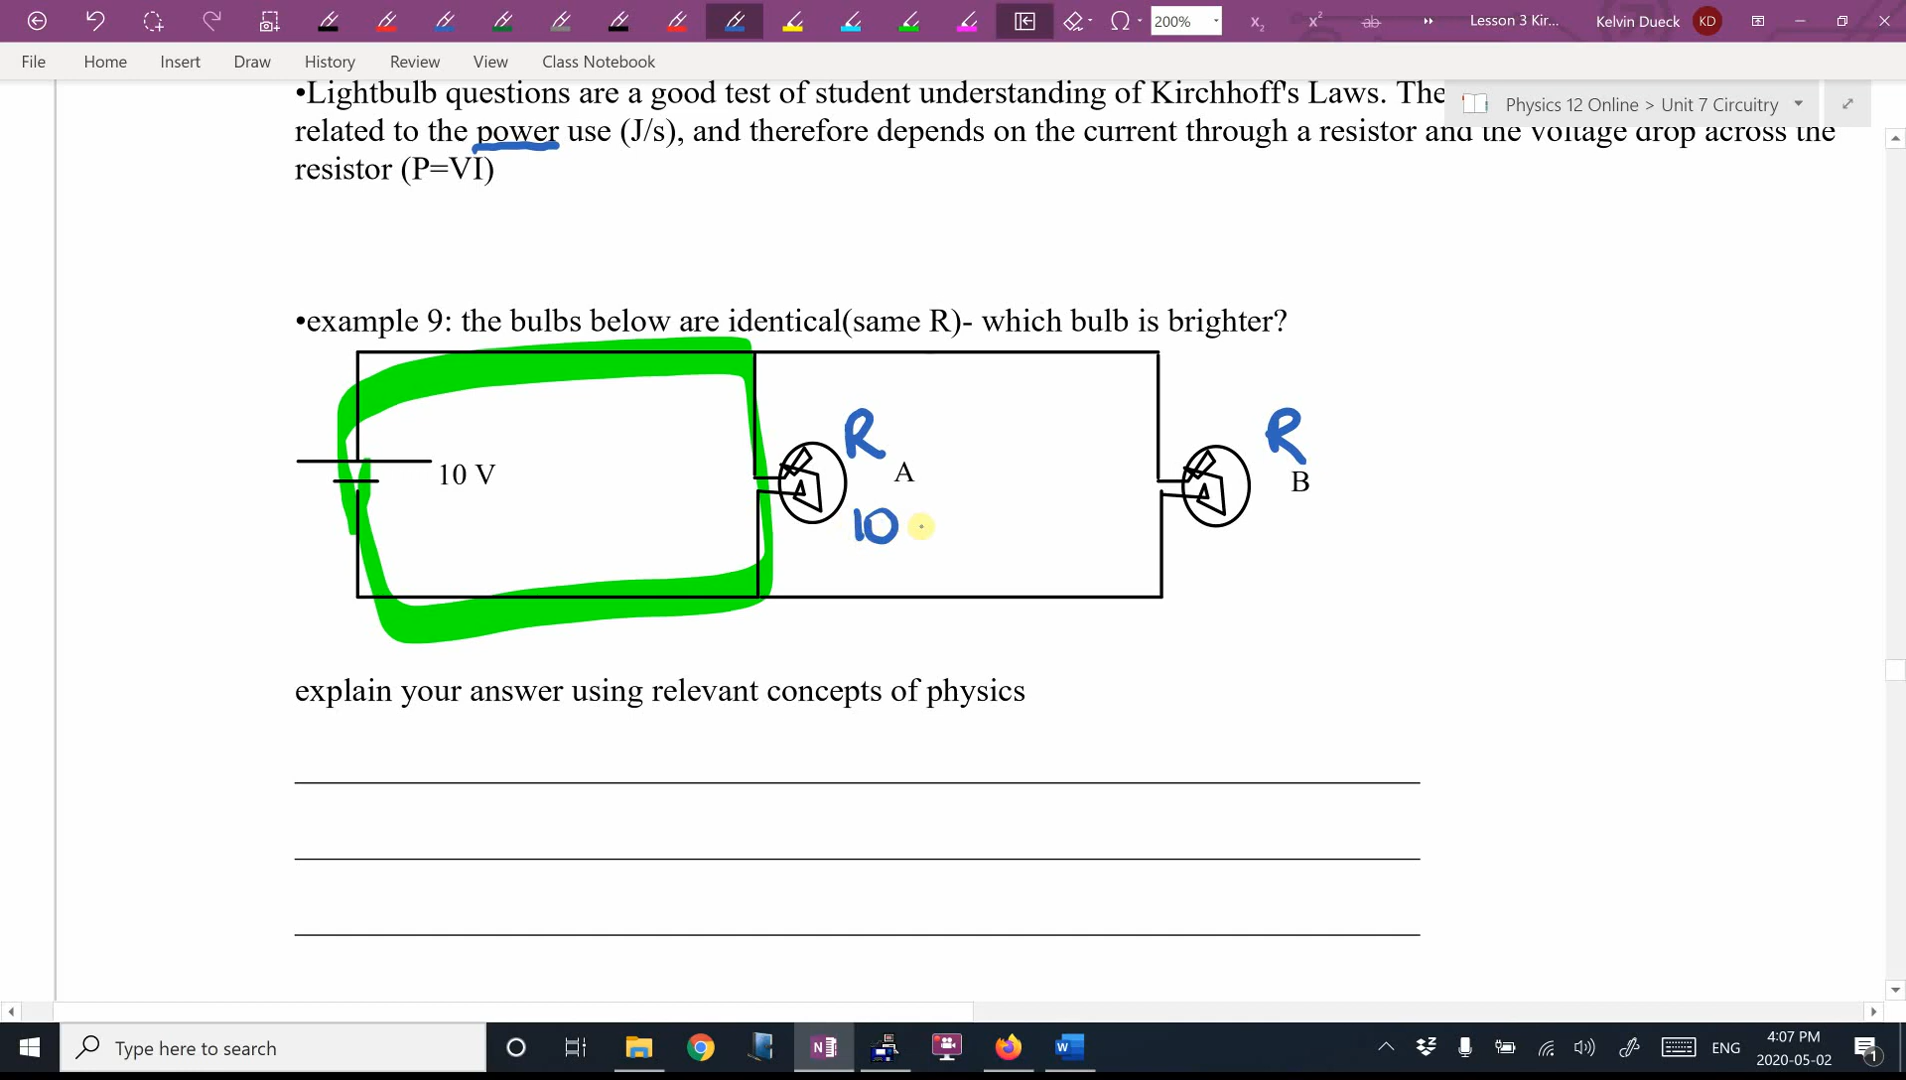 200%
X₂
X²
ab
Lesson 3 Kir...
Kelvin Dueck
KD
File
Home
Insert
Draw
History
Review
View
Class Notebook
•Lightbulb questions are a good test of student understanding of Kirchhoff's Laws. The
Physics 12 Online > Unit 7 Circuitry
related to the power use (J/s), and therefore depends on the current through a resistor and the voltage drop across the
resistor (P=VI)
•example 9: the bulbs below are identical(same R)- which bulb is brighter?
R
R
10 V
A
B
10
explain your answer using relevant concepts of physics
Type here to search
ENG
4:07 PM
2020-05-02
1